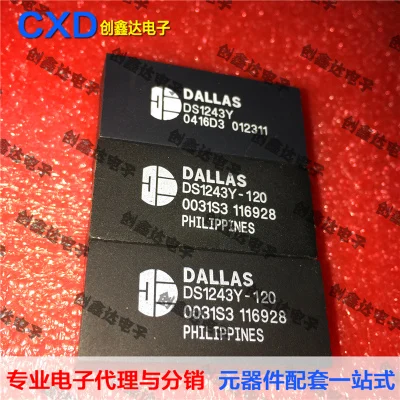 CXD 创鑫达电子
DALLAS
DS1243Y
0416D3 012311
DALLAS
DS1243Y-120
0031S3 116928
PHILIPPINES
DALLAS
DS1243Y-120
0031S3 116928
PHILIPPINES
专业电子代理与分销 元器件配套一站式